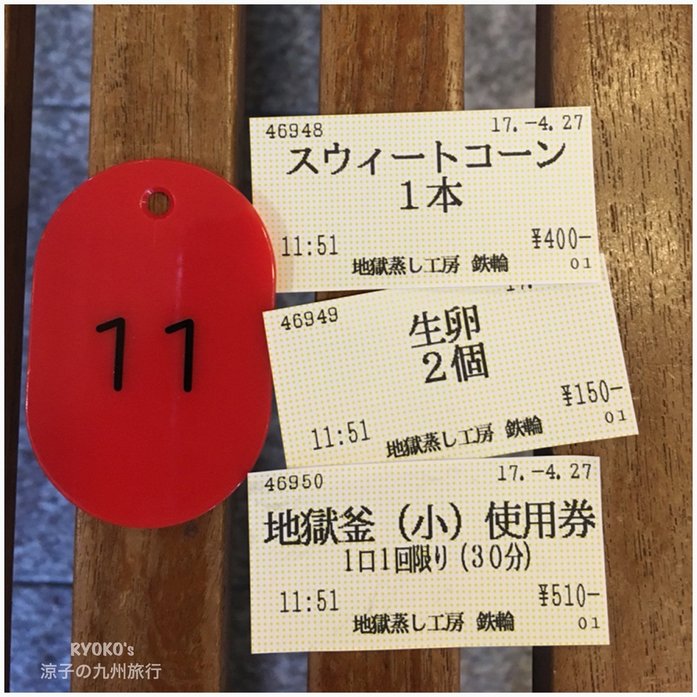 11
46948 17.-4.27
スウィートコーン
1本
11:51 ¥400-
地獄蒸し工房 鉄輪 01
46949
生卵
2個
11:51 ¥150-
地獄蒸し工房 鉄輪 01
46950 17.-4.27
地獄釜(小)使用券
1口1回限り(30分)
11:51 ¥510-
地獄蒸し工房 鉄輪 01
RYOKO's
涼子の九州旅行